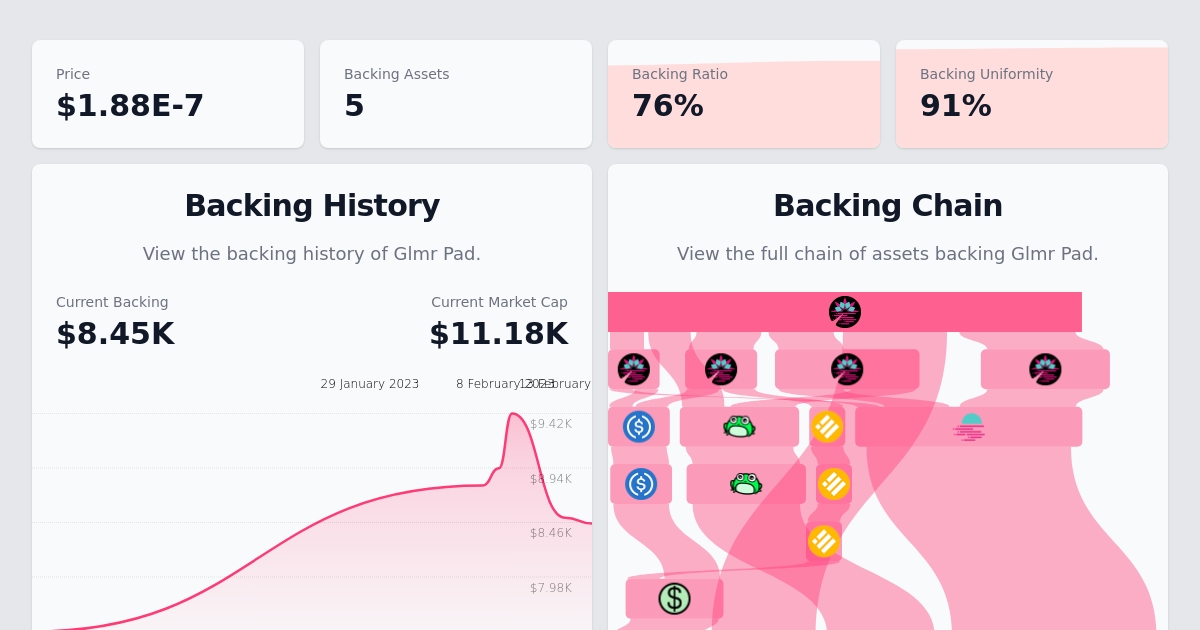 Price
$1.88E-7
Backing Assets
5
Backing Ratio
76%
Backing Uniformity
91%
Backing History
View the backing history of Glmr Pad.
Current Backing
$8.45K
Current Market Cap
$11.18K
29 January 2023
8 February 2023
13 February
$9.42K
$8.94K
$8.46K
$7.98K
Backing Chain
View the full chain of assets backing Glmr Pad.